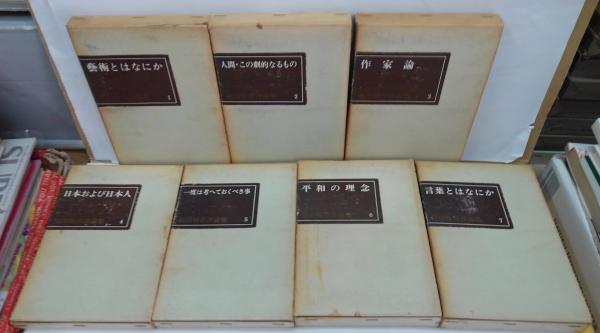 藝術とはなにか
1
人間・この劇的なるもの
2
作家論
3
日本および日本人
4
一度は考へておくべき事
5
平和の理念
6
言葉とはなにか
7